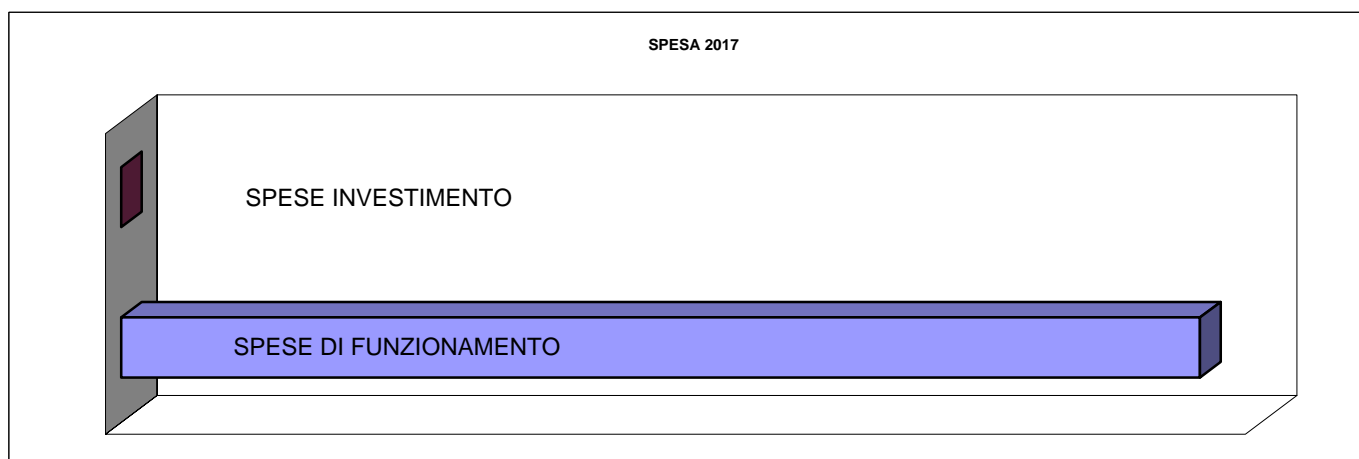 SPESA 2017
SPESE INVESTIMENTO
SPESE DI FUNZIONAMENTO